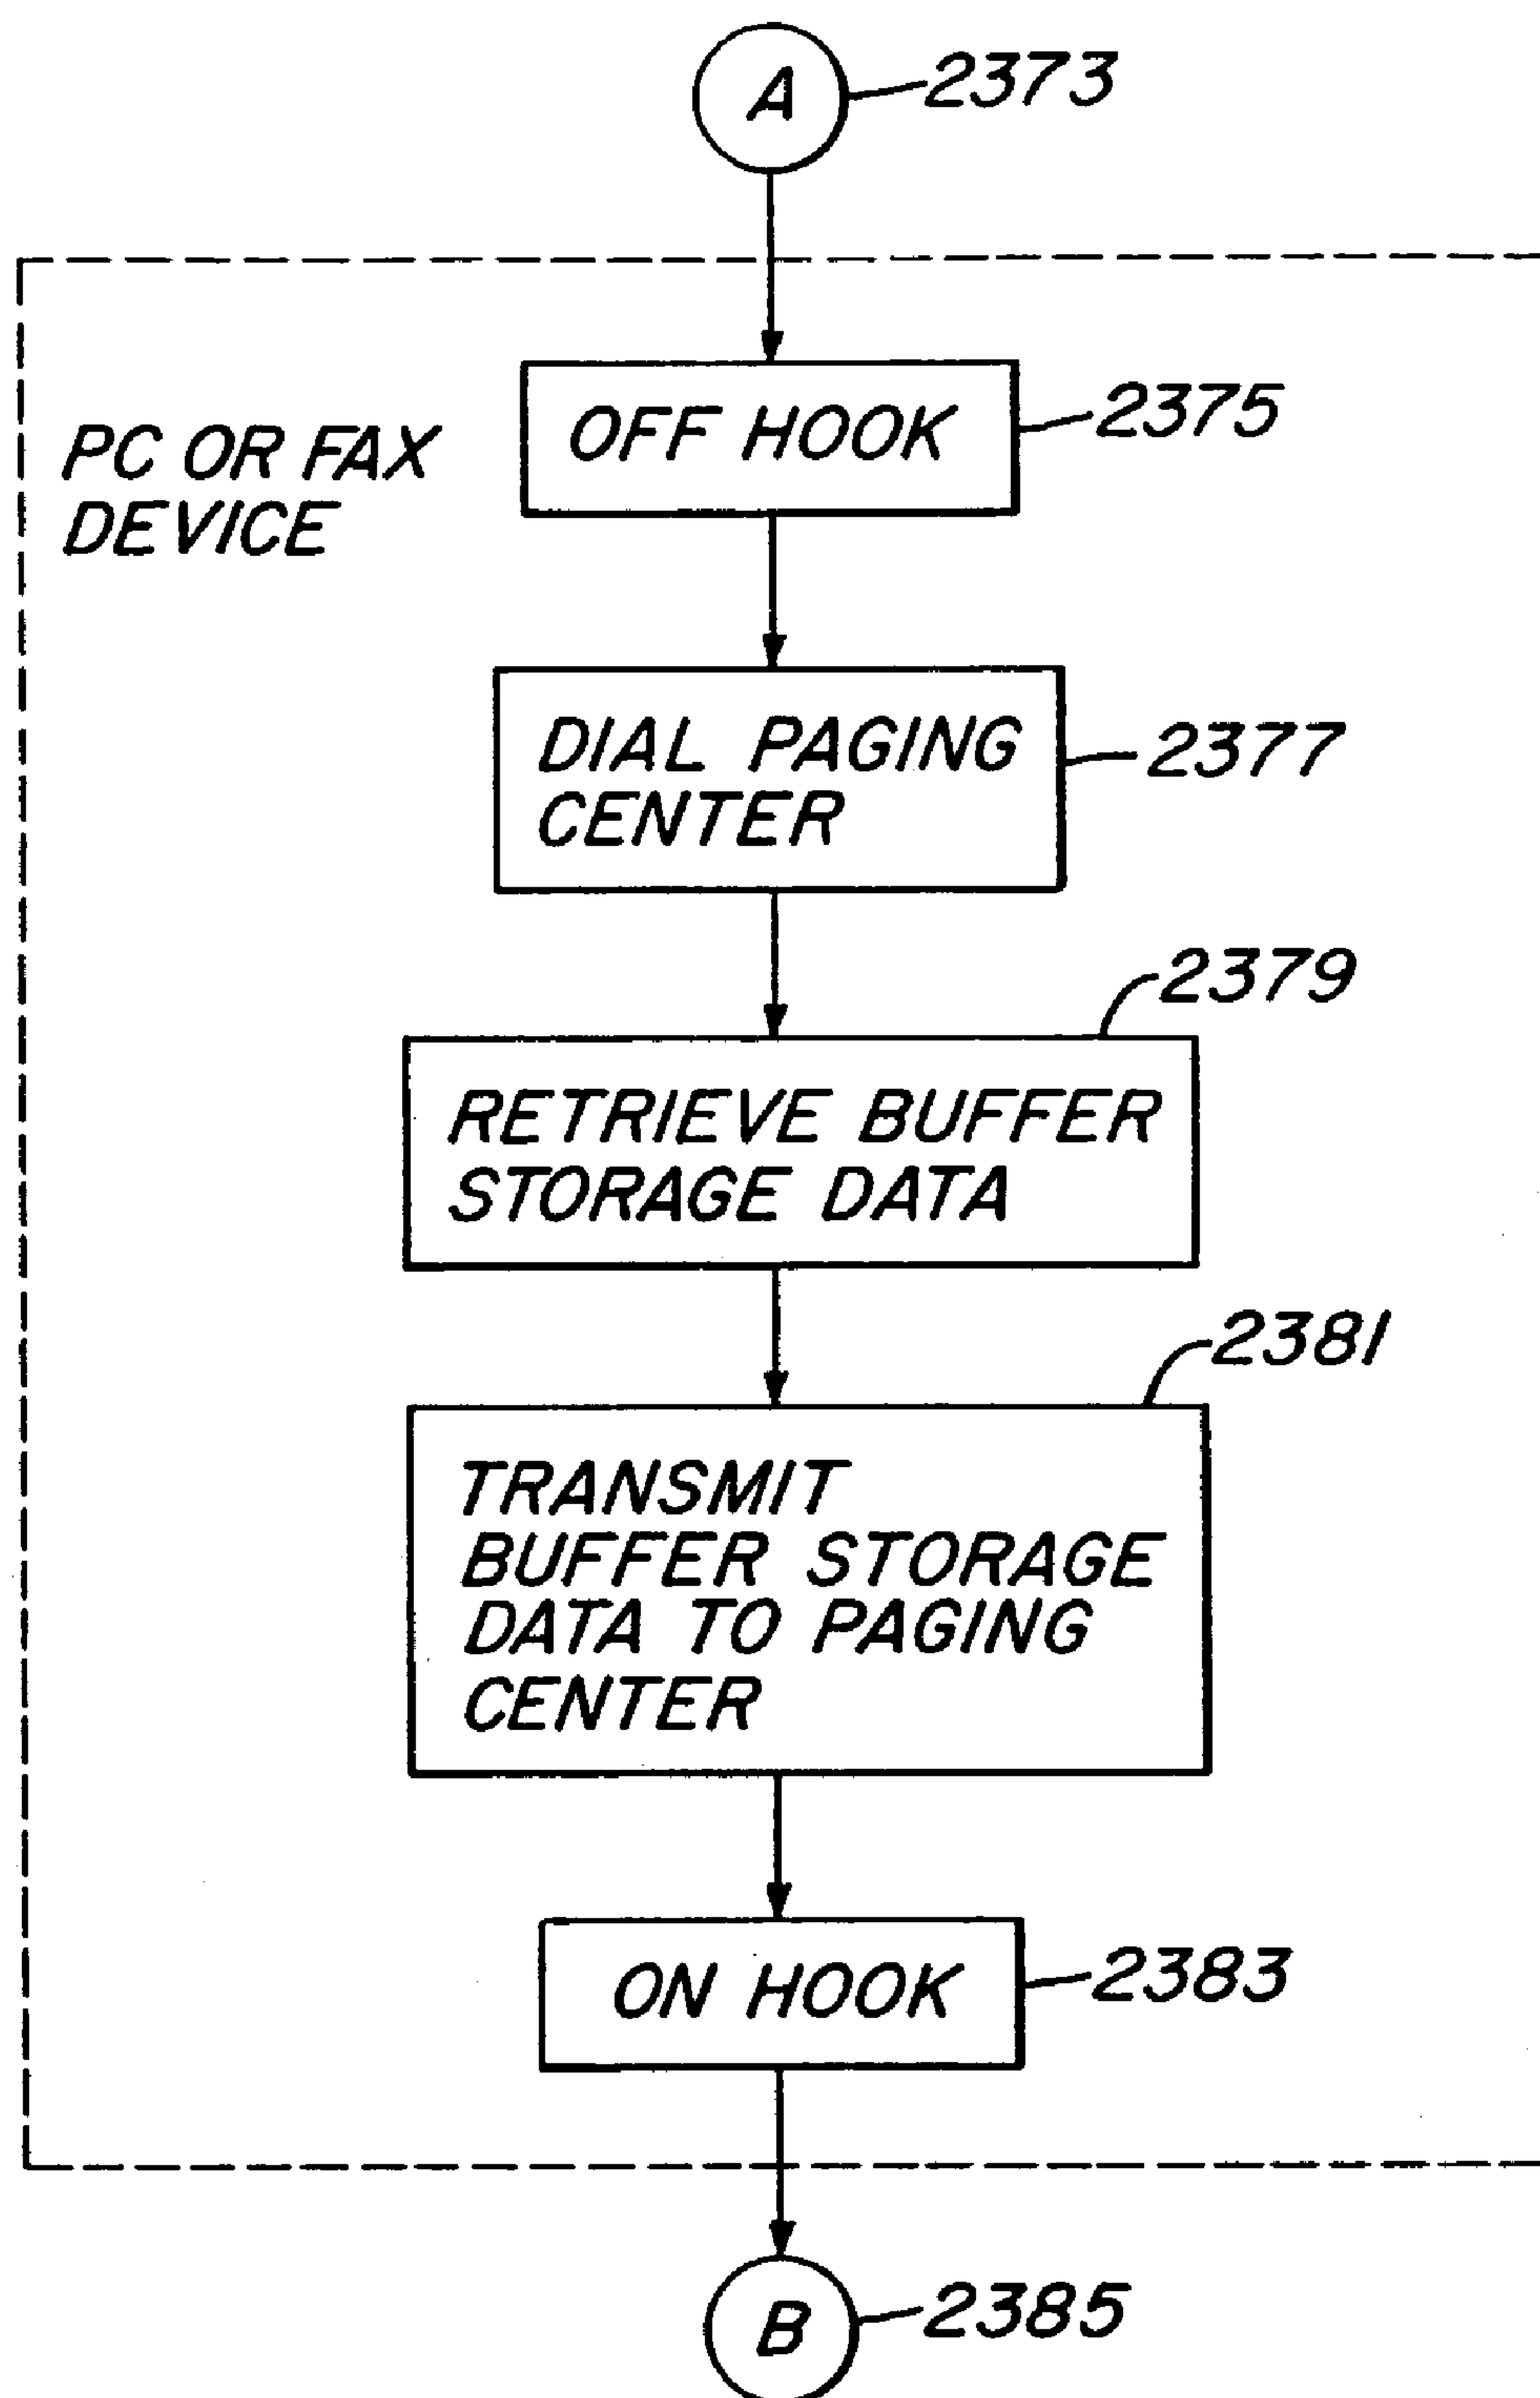 A
2373
OFF HOOK
2375
PC OR FAX
DEVICE
DIAL PAGING
CENTER
2377
2379
RETRIEVE BUFFER
STORAGE DATA
2381
TRANSMIT
BUFFER STORAGE
DATA TO PAGING
CENTER
ON HOOK
2383
B
2385